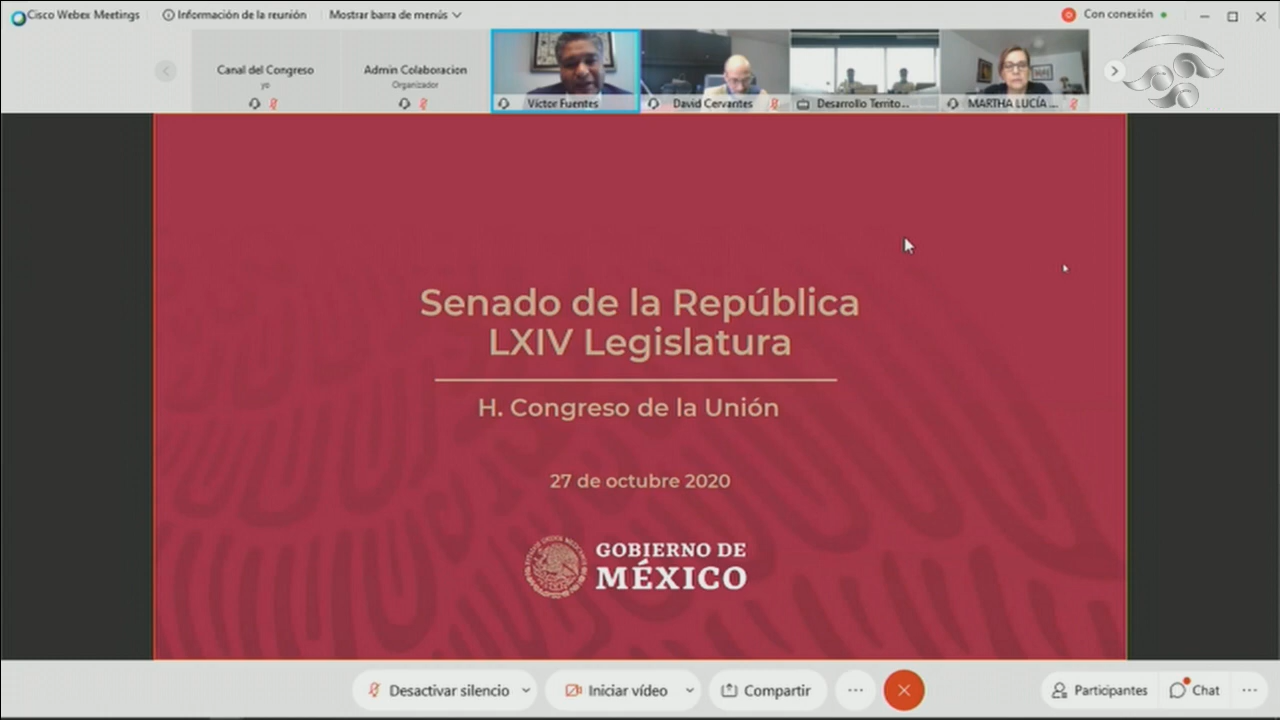 Cisco Webex Meetings
Información de la reunión
Mostrar barra de menús
Con conexión
Canal del Congreso
yo
Admin Colaboracion
Organizador
Víctor Fuentes
David Cervantes
Desarrollo Territo...
MARTHA LUCÍA ...
Senado de la República
LXIV Legislatura
H. Congreso de la Unión
27 de octubre 2020
GOBIERNO DE
MÉXICO
Desactivar silencio
Iniciar vídeo
Compartir
Participantes
Chat